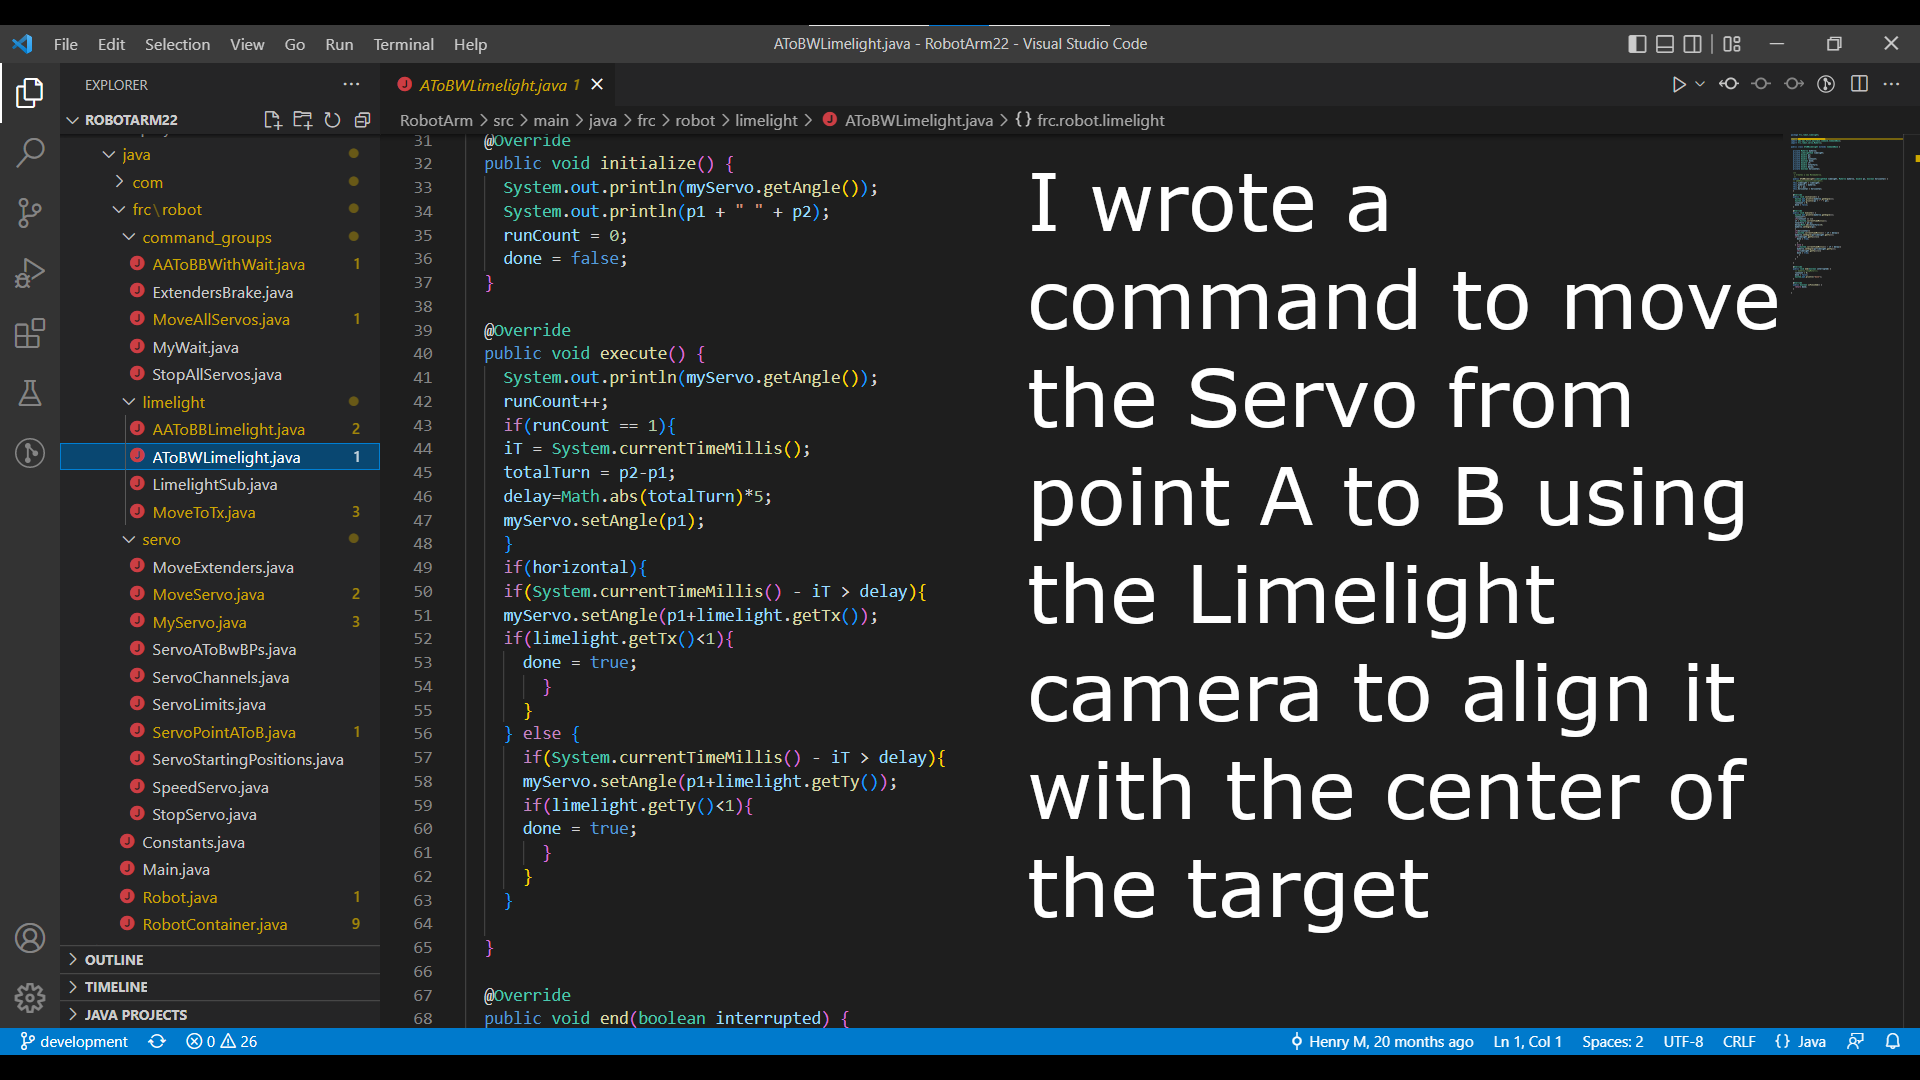 File Edit Selection View Go Run Terminal Help
AToBWLimelight.java - RobotArm22 - Visual Studio Code
EXPLORER
ROBOTARM22
java
com
frc\robot
command_groups
AAToBBWithWait.java 1
ExtendersBrake.java
MoveAllServos.java 1
MyWait.java
StopAllServos.java
limelight
AAToBBLimelight.java 2
AToBWLimelight.java 1
LimelightSub.java
MoveToTx.java 3
servo
MoveExtenders.java
MoveServo.java 2
MyServo.java 3
ServoAToBwBPs.java
ServoChannels.java
ServoLimits.java
ServoPointAToB.java 1
ServoStartingPositions.java
SpeedServo.java
StopServo.java
Constants.java
Main.java
Robot.java 1
RobotContainer.java 9
OUTLINE
TIMELINE
JAVA PROJECTS
AToBWLimelight.java 1
RobotArm > src > main > java > frc > robot > limelight > AToBWLimelight.java > {} frc.robot.limelight
31 @Override
32 public void initialize() {
33 System.out.println(myServo.getAngle());
34 System.out.println(p1 + " " + p2);
35 runCount = 0;
36 done = false;
37 }
38
39 @Override
40 public void execute() {
41 System.out.println(myServo.getAngle());
42 runCount++;
43 if(runCount == 1){
44 iT = System.currentTimeMillis();
45 totalTurn = p2-p1;
46 delay=Math.abs(totalTurn)*5;
47 myServo.setAngle(p1);
48 }
49 if(horizontal){
50 if(System.currentTimeMillis() - iT > delay){
51 myServo.setAngle(p1+limelight.getTx());
52 if(limelight.getTx()<1){
53 done = true;
54 }
55 }
56 } else {
57 if(System.currentTimeMillis() - iT > delay){
58 myServo.setAngle(p1+limelight.getTy());
59 if(limelight.getTy()<1){
60 done = true;
61 }
62 }
63 }
64
65 }
66
67 @Override
68 public void end(boolean interrupted) {
I wrote a
command to move
the Servo from
point A to B using
the Limelight
camera to align it
with the center of
the target
development 0 26
Henry M, 20 months ago Ln 1, Col 1 Spaces: 2 UTF-8 CRLF {} Java